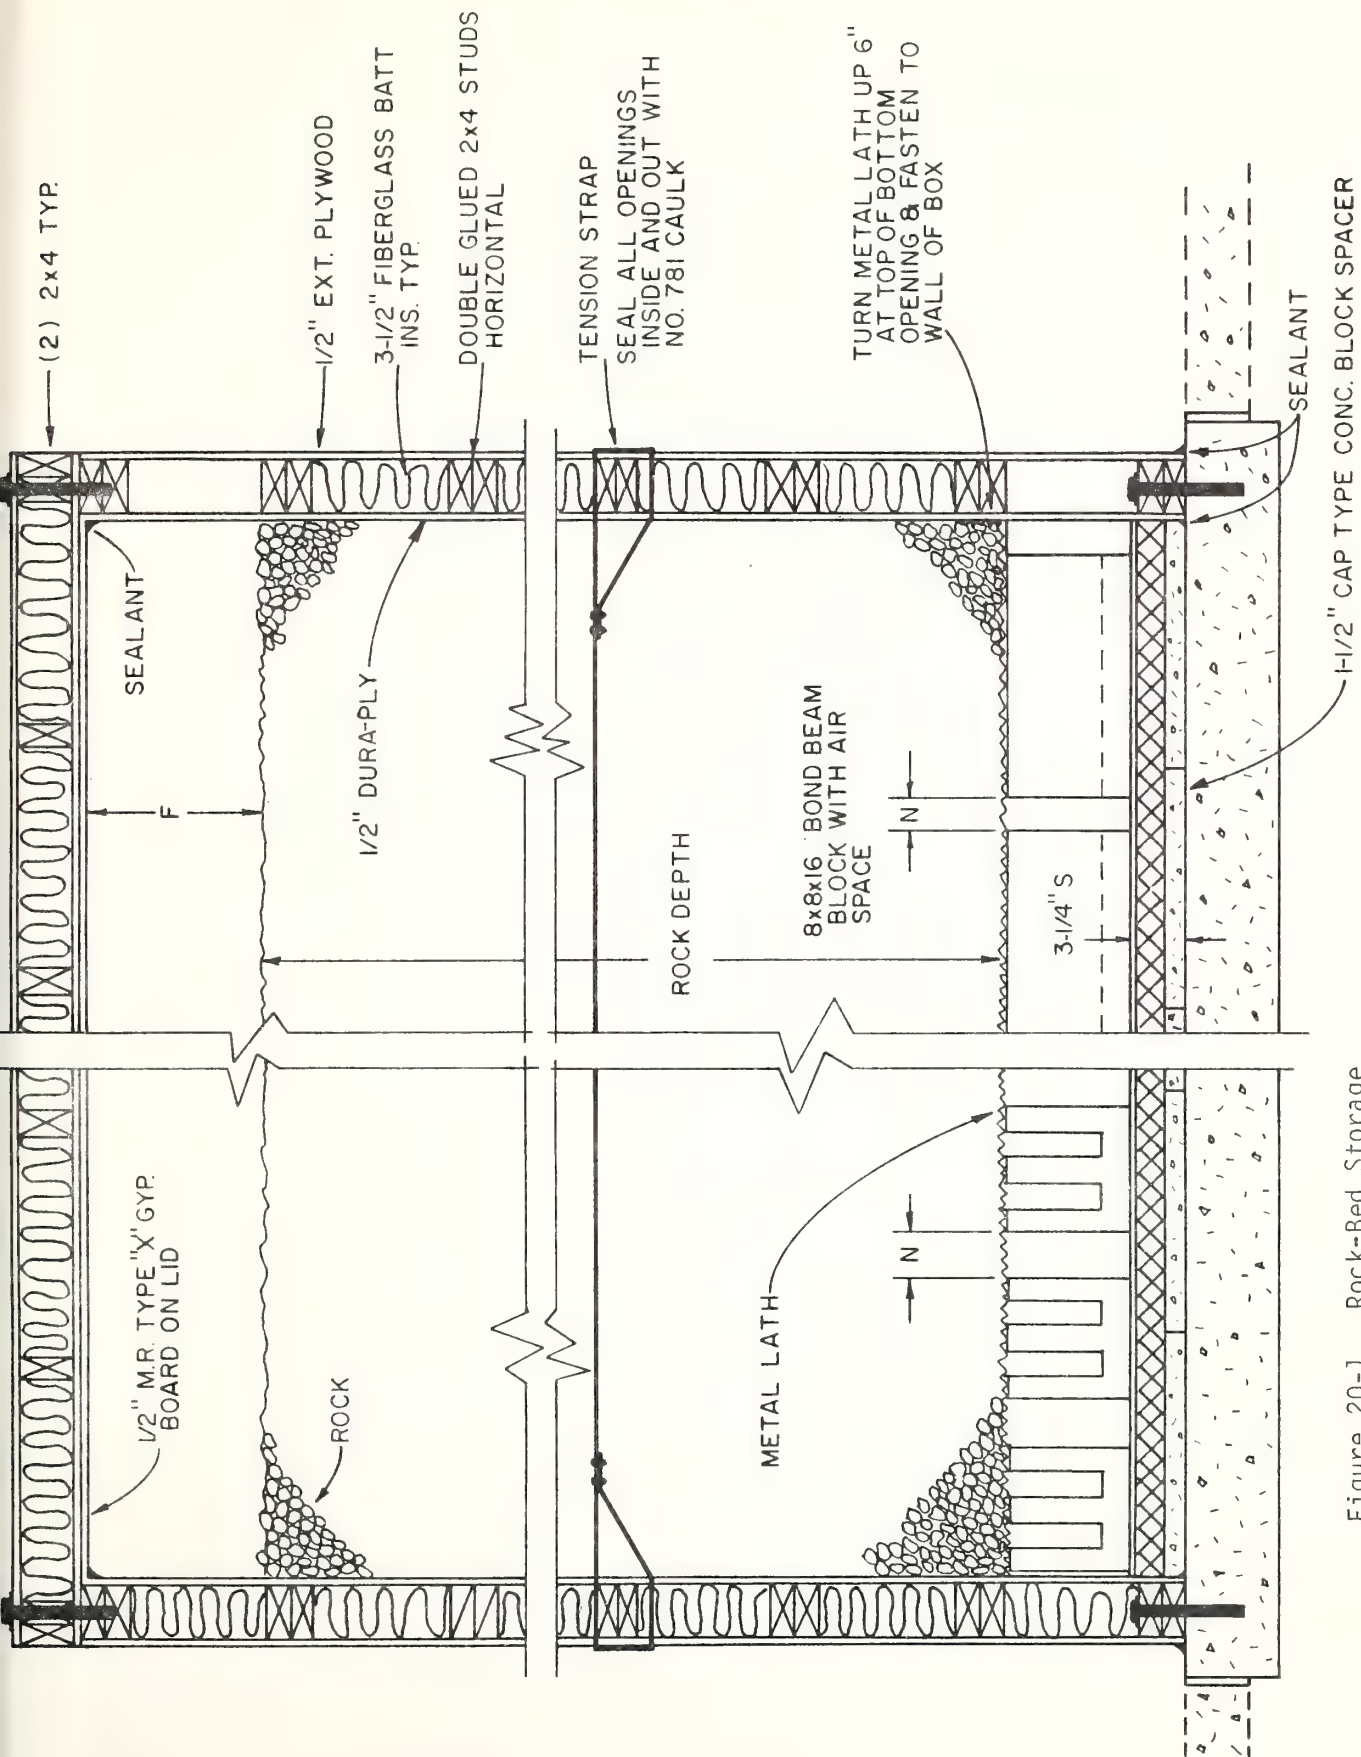 (2) 2x4 TYP.
1/2" EXT. PLYWOOD
3-1/2" FIBERGLASS BATT
INS. TYP.
DOUBLE GLUED 2x4 STUDS
HORIZONTAL
TENSION STRAP
SEAL ALL OPENINGS
INSIDE AND OUT WITH
NO. 781 CAULK
TURN METAL LATH UP 6"
AT TOP OF BOTTOM
OPENING & FASTEN TO
WALL OF BOX
SEALANT
1-1/2" CAP TYPE CONC. BLOCK SPACER
SEALANT
F
1/2" DURA-PLY
ROCK DEPTH
8x8x16 BOND BEAM
BLOCK WITH AIR
SPACE
N
3-1/4" S
1/2" M.R. TYPE "X" GYP.
BOARD ON LID
ROCK
METAL LATH
N
Figure 20-1 Rock-Bed Storage